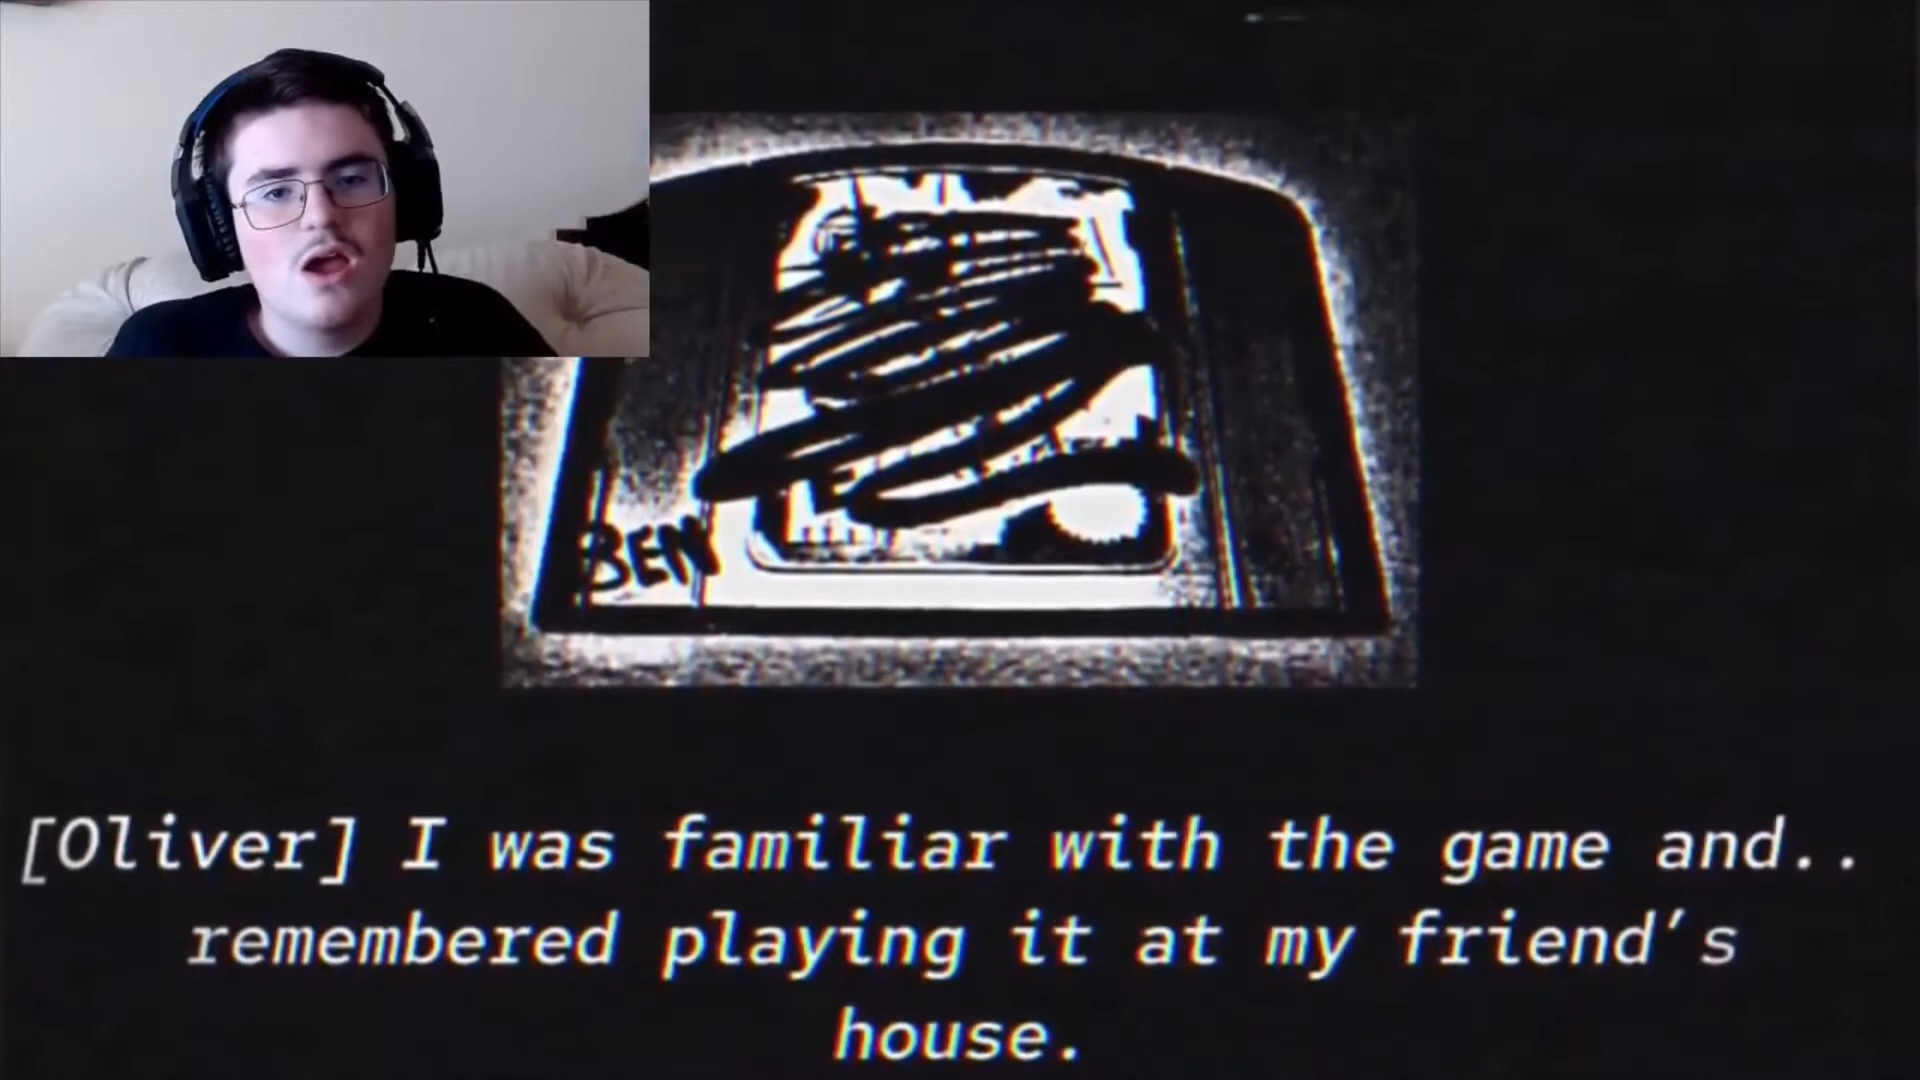 BEN
[Oliver] I was familiar with the game and..
remembered playing it at my friend's
house.